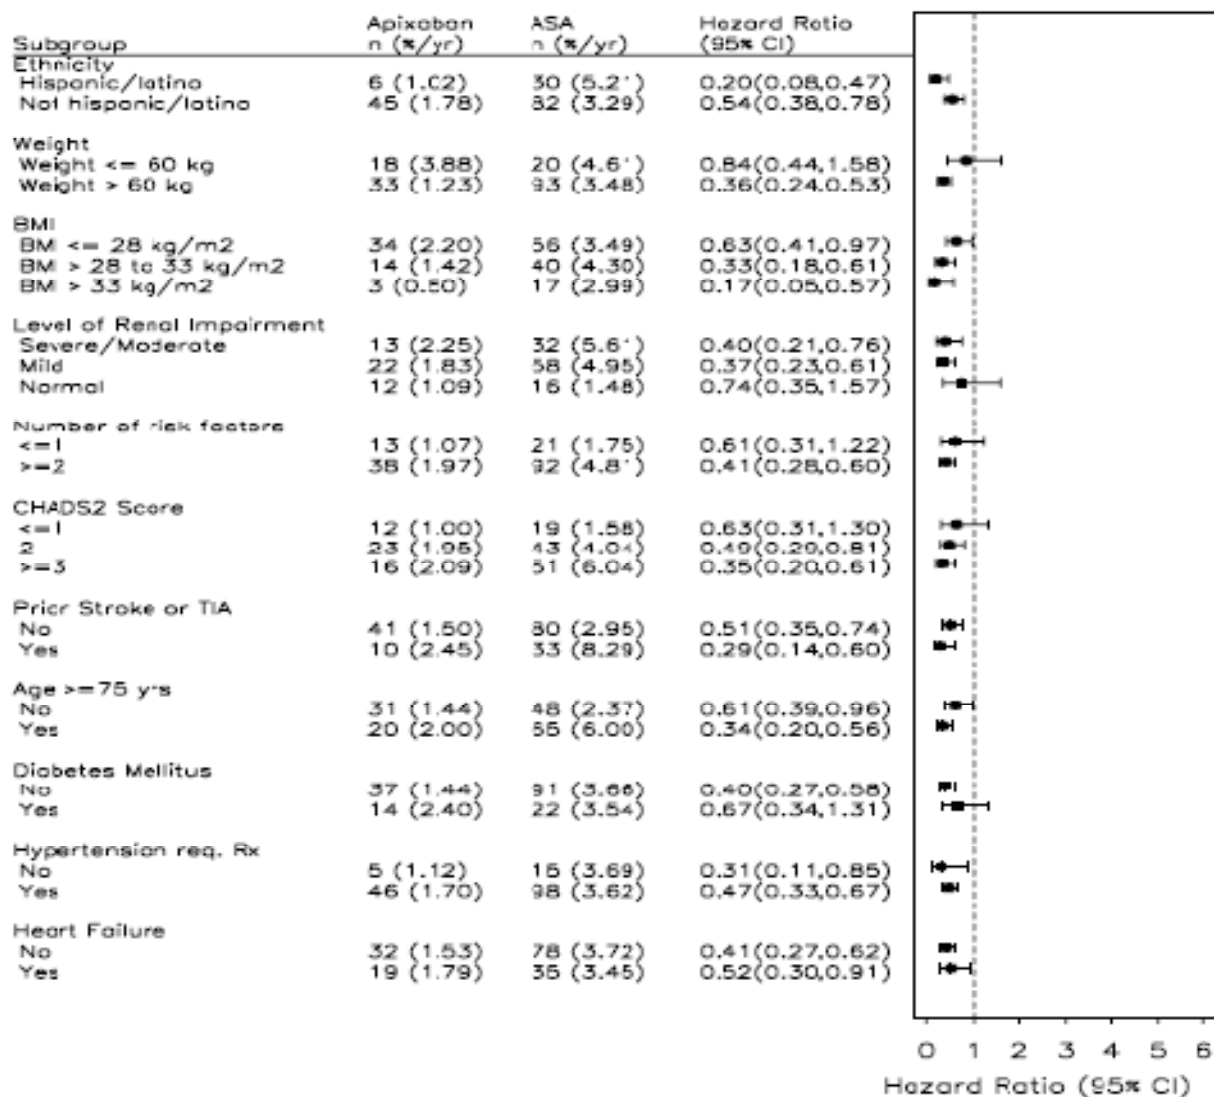 Apixaban ASA Hazard Ratio
Subgroup n (%/yr) n (%/yr) (95% CI)
Ethnicity
Hispanic/latino 6 (1.02) 30 (5.21) 0.20(0.08,0.47)
Not hispanic/latino 45 (1.78) 82 (3.29) 0.54(0.38,0.78)
Weight
Weight <= 60 kg 18 (3.88) 20 (4.61) 0.84(0.44,1.58)
Weight > 60 kg 33 (1.23) 93 (3.48) 0.36(0.24,0.53)
BMI
BMI <= 28 kg/m2 34 (2.20) 56 (3.49) 0.63(0.41,0.97)
BMI > 28 to 33 kg/m2 14 (1.42) 40 (4.30) 0.33(0.18,0.61)
BMI > 33 kg/m2 3 (0.50) 17 (2.99) 0.17(0.05,0.57)
Level of Renal Impairment
Severe/Moderate 13 (2.25) 32 (5.61) 0.40(0.21,0.76)
Mild 22 (1.83) 58 (4.95) 0.37(0.23,0.61)
Normal 12 (1.09) 16 (1.48) 0.74(0.35,1.57)
Number of risk factors
<=1 13 (1.07) 21 (1.75) 0.61(0.31,1.22)
>=2 38 (1.97) 92 (4.81) 0.41(0.28,0.60)
CHADS2 Score
<=1 12 (1.00) 19 (1.58) 0.63(0.31,1.30)
2 23 (1.95) 43 (4.04) 0.49(0.29,0.81)
>=3 16 (2.09) 51 (6.04) 0.35(0.20,0.61)
Prior Stroke or TIA
No 41 (1.50) 80 (2.95) 0.51(0.35,0.74)
Yes 10 (2.45) 33 (8.29) 0.29(0.14,0.60)
Age >=75 yrs
No 31 (1.44) 48 (2.37) 0.61(0.39,0.96)
Yes 20 (2.00) 65 (6.00) 0.34(0.20,0.56)
Diabetes Mellitus
No 37 (1.44) 91 (3.66) 0.40(0.27,0.58)
Yes 14 (2.40) 22 (3.54) 0.67(0.34,1.31)
Hypertension req. Rx
No 5 (1.12) 15 (3.69) 0.31(0.11,0.85)
Yes 46 (1.70) 98 (3.62) 0.47(0.33,0.67)
Heart Failure
No 32 (1.53) 78 (3.72) 0.41(0.27,0.62)
Yes 19 (1.79) 35 (3.45) 0.52(0.30,0.91)
0 1 2 3 4 5 6
Hazard Ratio (95% CI)